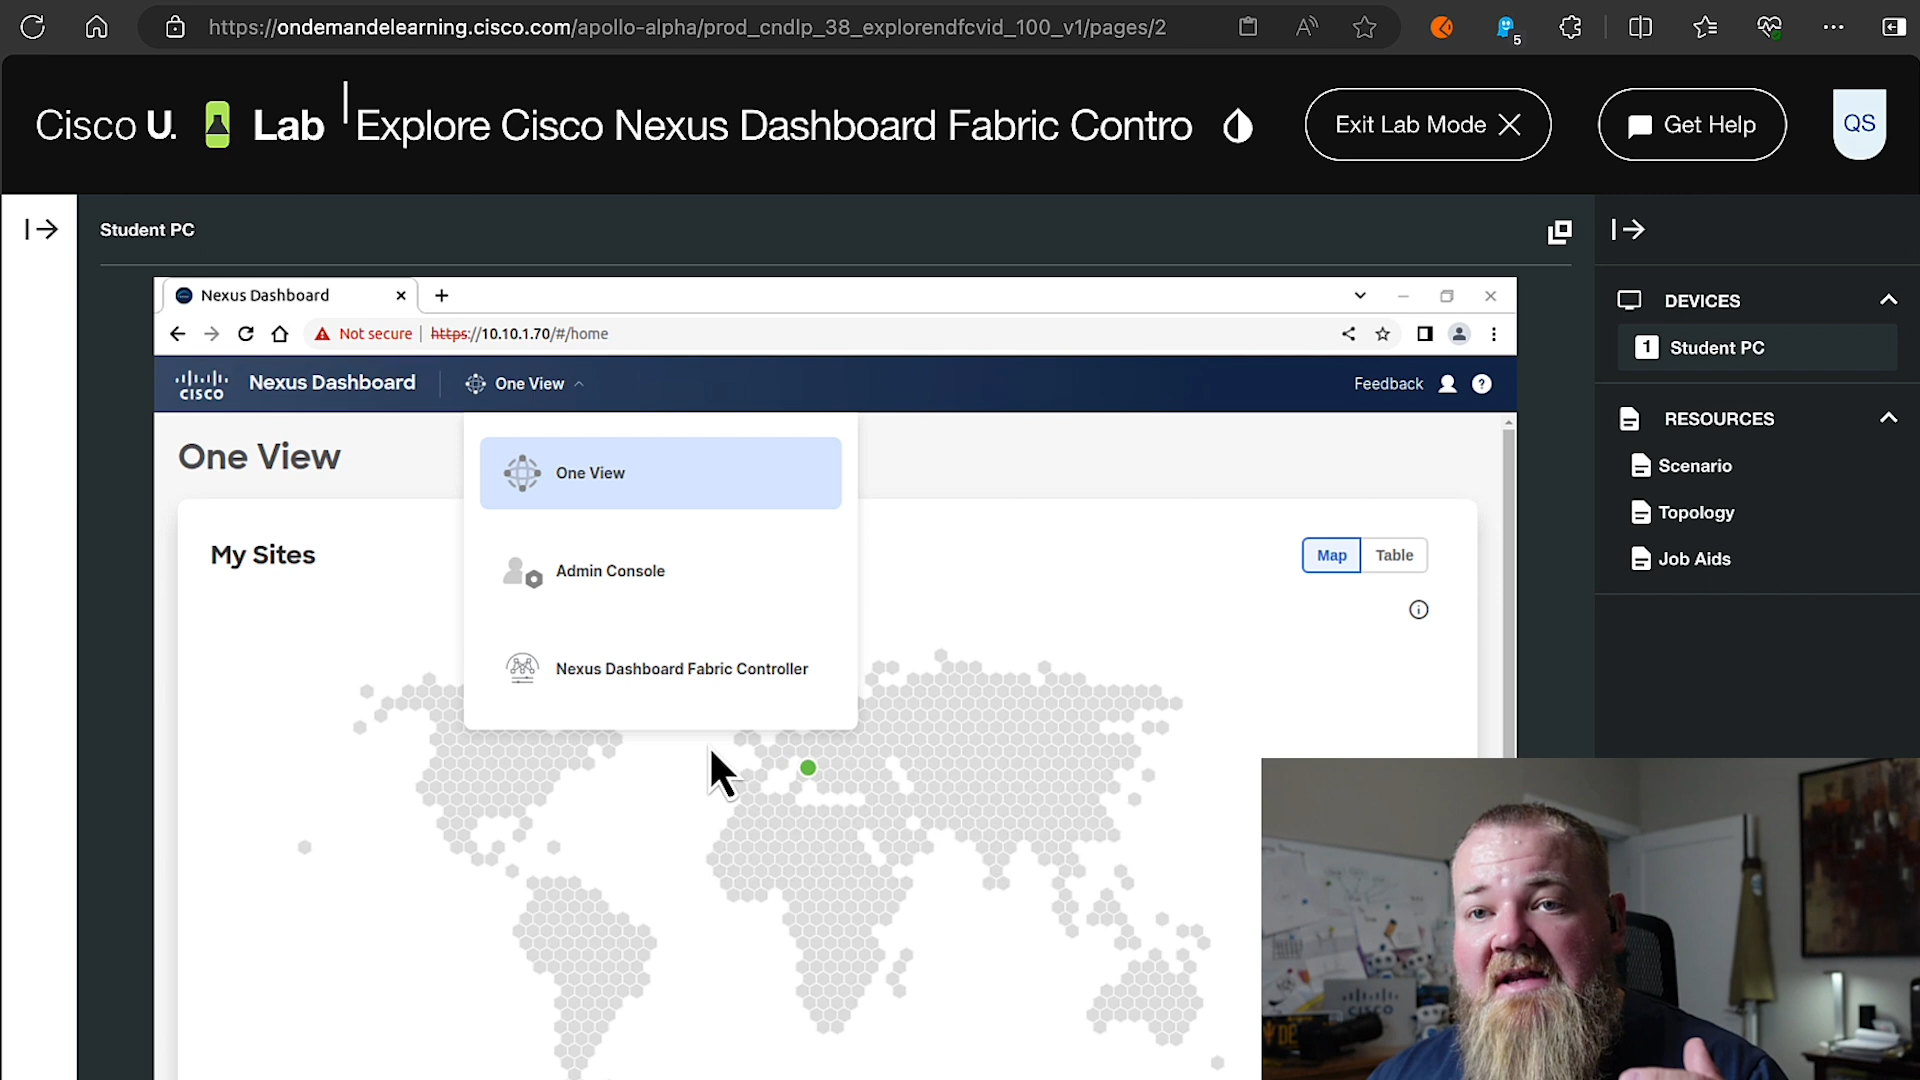 https://ondemandelearning.cisco.com/apollo-alpha/prod_cndlp_38_explorendfcvid_100_v1/pages/2
5
Cisco U. Lab Explore Cisco Nexus Dashboard Fabric Contro
Exit Lab Mode
Get Help
QS
Student PC
Nexus Dashboard
Not secure
https://10.10.1.70/#/home
CISCO
Nexus Dashboard
One View
Feedback
?
One View
One View
Admin Console
Nexus Dashboard Fabric Controller
My Sites
Map
Table
DEVICES
1 Student PC
RESOURCES
Scenario
Topology
Job Aids
CISCO